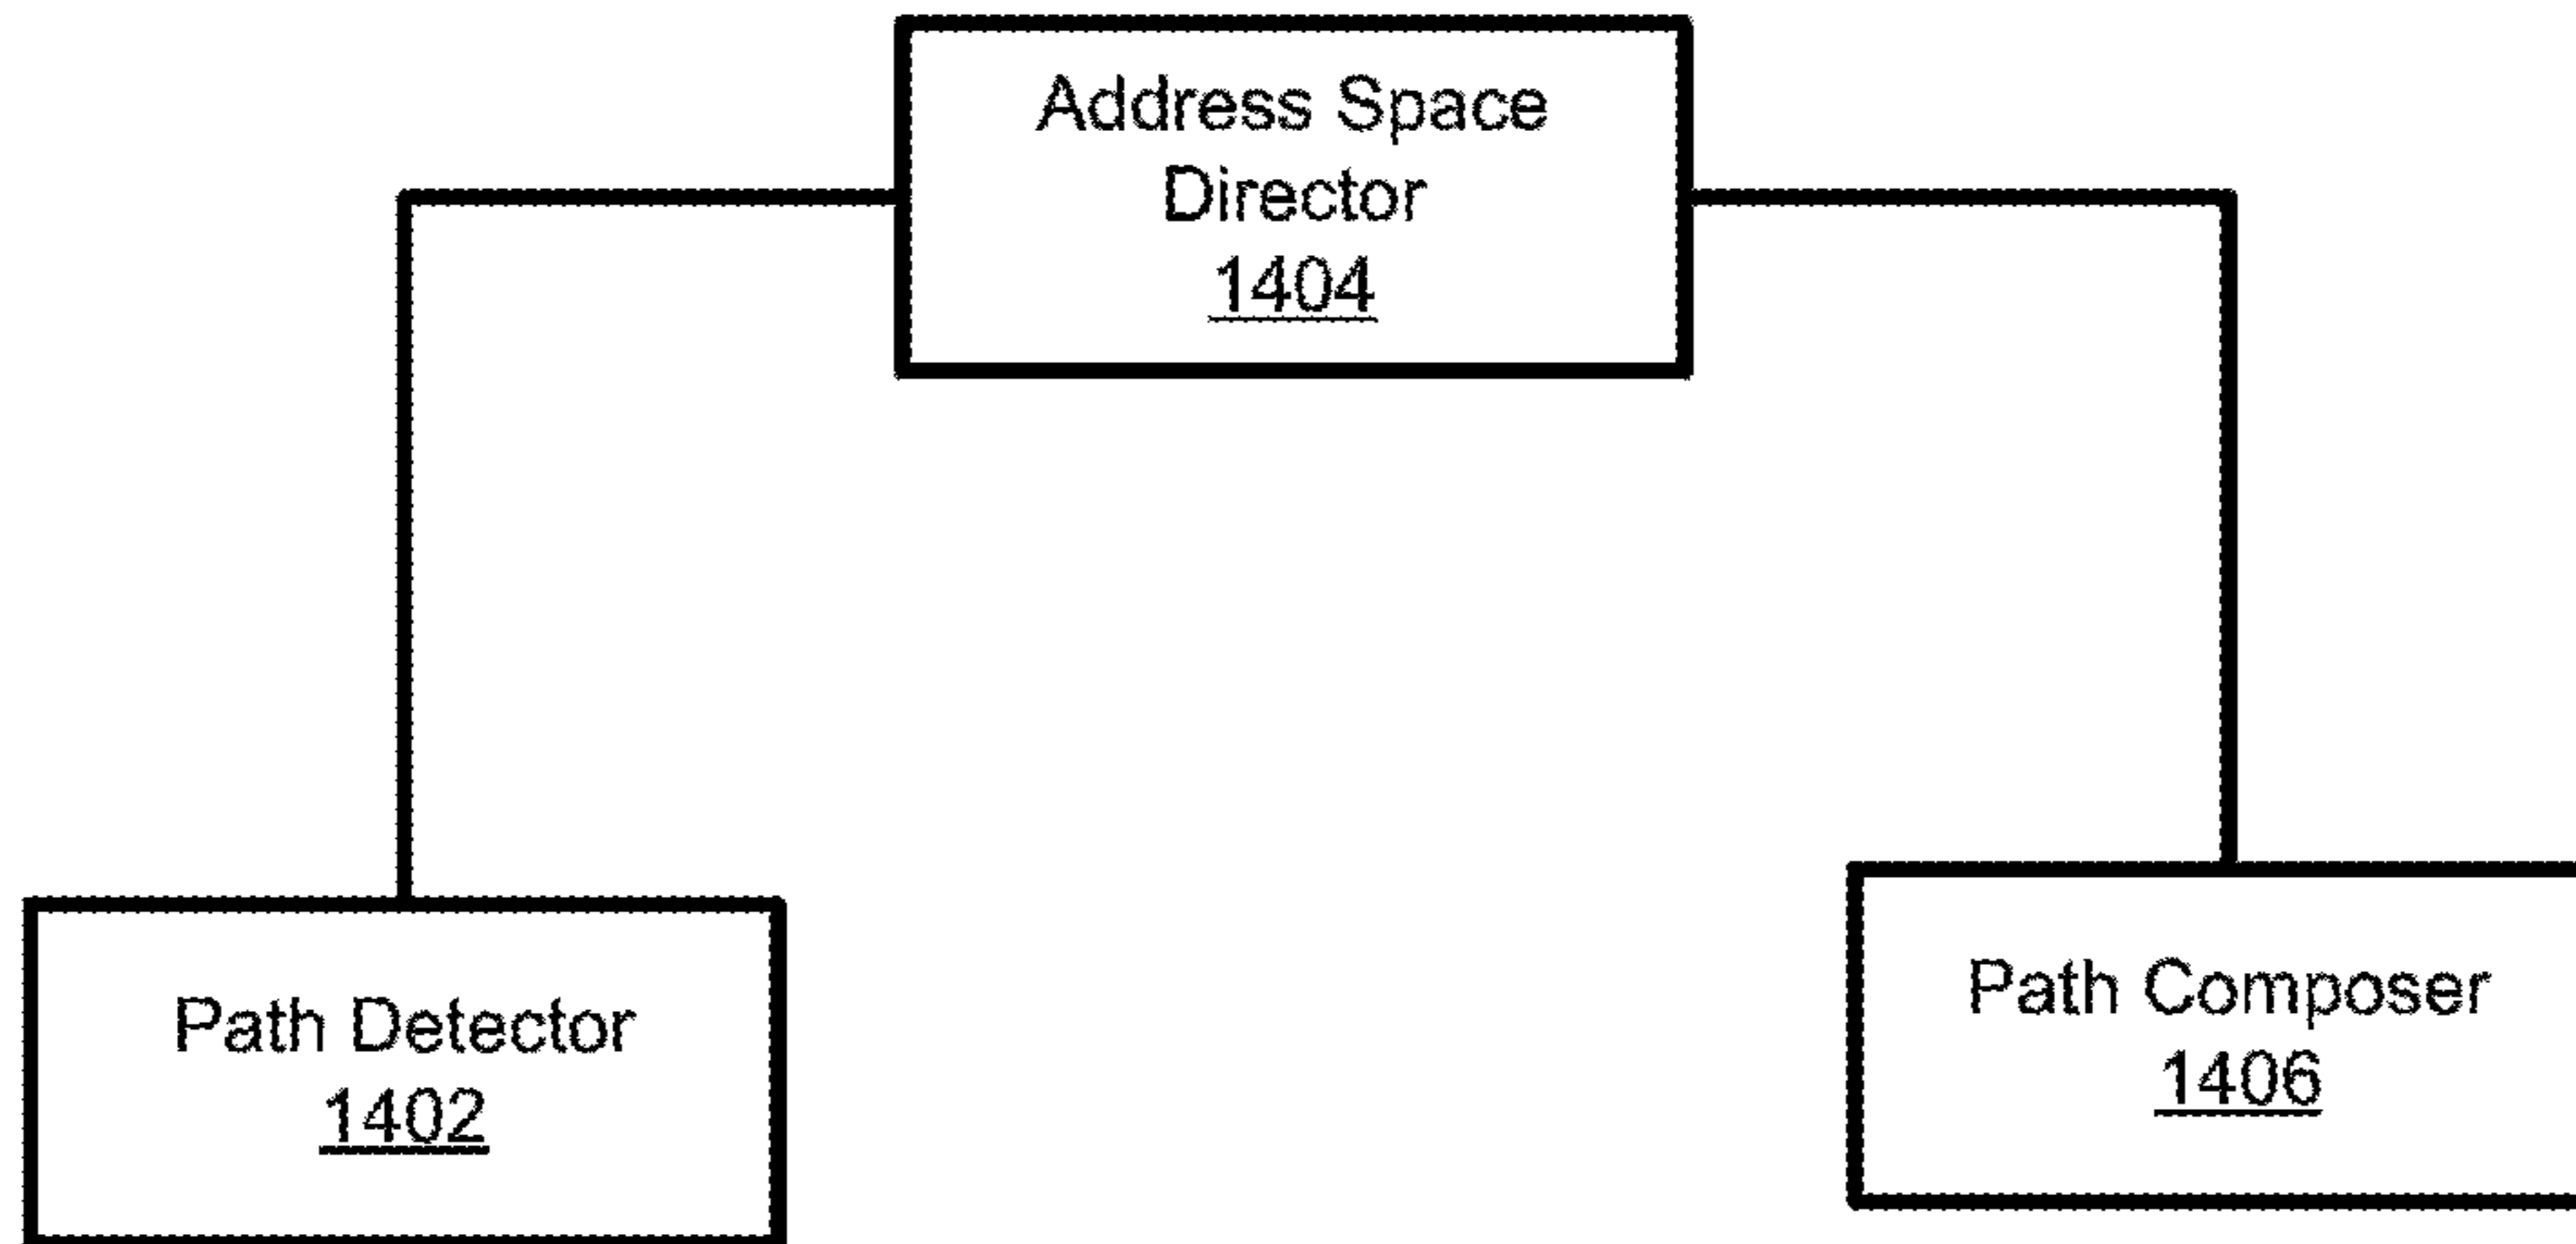 Address Space
Director
1404
Path Detector
1402
Path Composer
1406